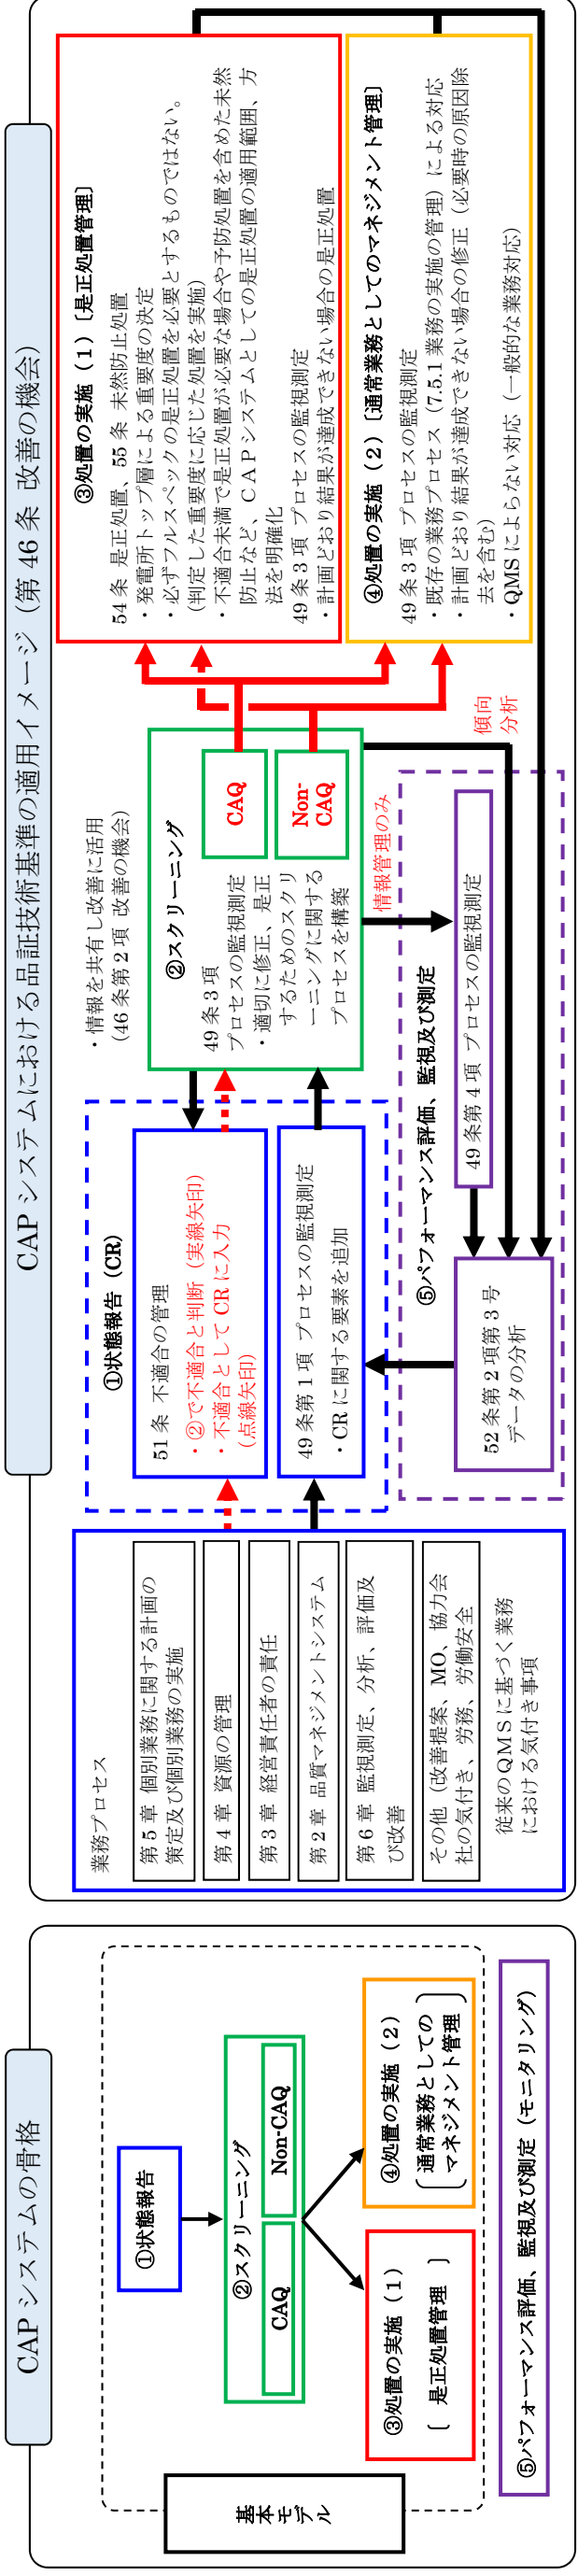 CAP システムの骨格
基本モデル
①状態報告
②スクリーニング
CAQ
Non-CAQ
③処置の実施（1）
〔 是正処置管理 〕
④処置の実施（2）
通常業務としての
マネジメント管理
⑤パフォーマンス評価、監視及び測定（モニタリング）
CAP システムにおける品証技術基準の適用イメージ（第 46 条 改善の機会）
業務プロセス
第５章 個別業務に関する計画の
策定及び個別業務の実施
第４章 資源の管理
第３章 経営責任者の責任
第２章 品質マネジメントシステム
第６章 監視測定、分析、評価及
び改善
その他（改善提案、MO、協力会
社の気付き、労務、労働安全
従来のＱＭＳに基づく業務
における気付き事項
①状態報告（CR）
51 条 不適合の管理
・②で不適合と判断（実線矢印）
・不適合として CR に入力
（点線矢印）
49 条第１項 プロセスの監視測定
・CR に関する要素を追加
・情報を共有し改善に活用
(46 条第２項 改善の機会)
②スクリーニング
49 条３項
プロセスの監視測定
・適切に修正、是正
するためのスクリ
ーニングに関する
プロセスを構築
CAQ
Non-
CAQ
情報管理のみ
傾向
分析
③処置の実施（1）〔是正処置管理〕
54 条 是正処置、55 条 未然防止処置
・発電所トップ層による重要度の決定
・必ずフルスペックの是正処置を必要とするものではない。
（判定した重要度に応じた処置を実施）
・不適合未満で是正処置が必要な場合や予防処置を含めた未然
防止など、ＣＡＰシステムとしての是正処置の適用範囲、方
法を明確化
49 条３項 プロセスの監視測定
・計画どおり結果が達成できない場合の是正処置
④処置の実施（2）〔通常業務としてのマネジメント管理〕
49 条３項 プロセスの監視測定
・既存の業務プロセス（7.5.1 業務の実施の管理）による対応
・計画どおり結果が達成できない場合の修正（必要時の原因除
去を含む）
・QMS によらない対応（一般的な業務対応）
⑤パフォーマンス評価、監視及び測定
49 条第４項 プロセスの監視測定
52 条第２項第３号
データの分析